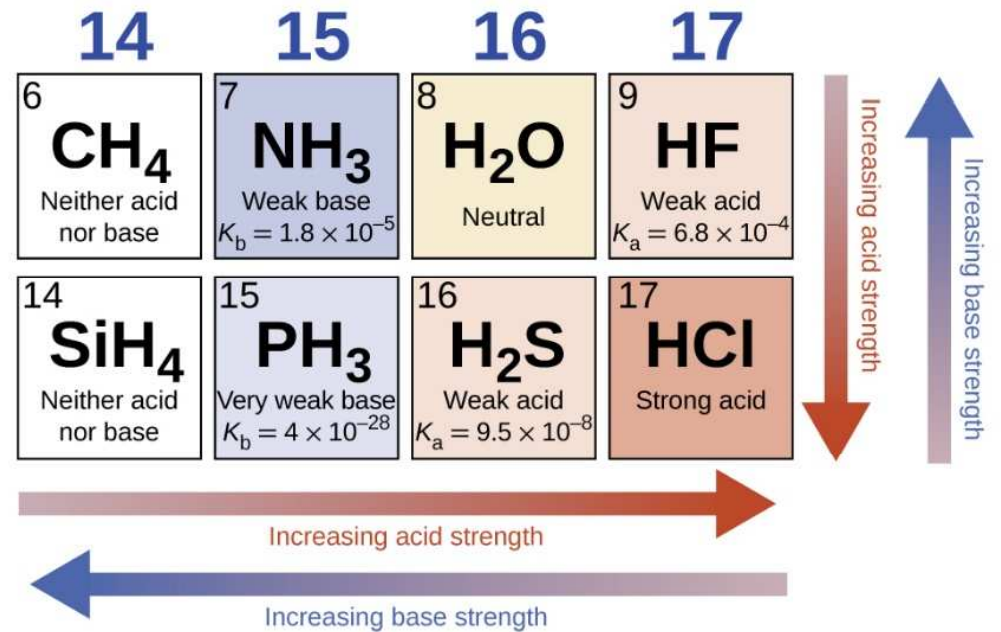 14 15 16 17
6
CH₄
Neither acid
nor base
7
NH₃
Weak base
K_b = 1.8 × 10⁻⁵
8
H₂O
Neutral
9
HF
Weak acid
Kₐ = 6.8 × 10⁻⁴
14
SiH₄
Neither acid
nor base
15
PH₃
Very weak base
K_b = 4 × 10⁻²⁸
16
H₂S
Weak acid
Kₐ = 9.5 × 10⁻⁸
17
HCl
Strong acid
Increasing acid strength
Increasing base strength
Increasing acid strength
Increasing base strength